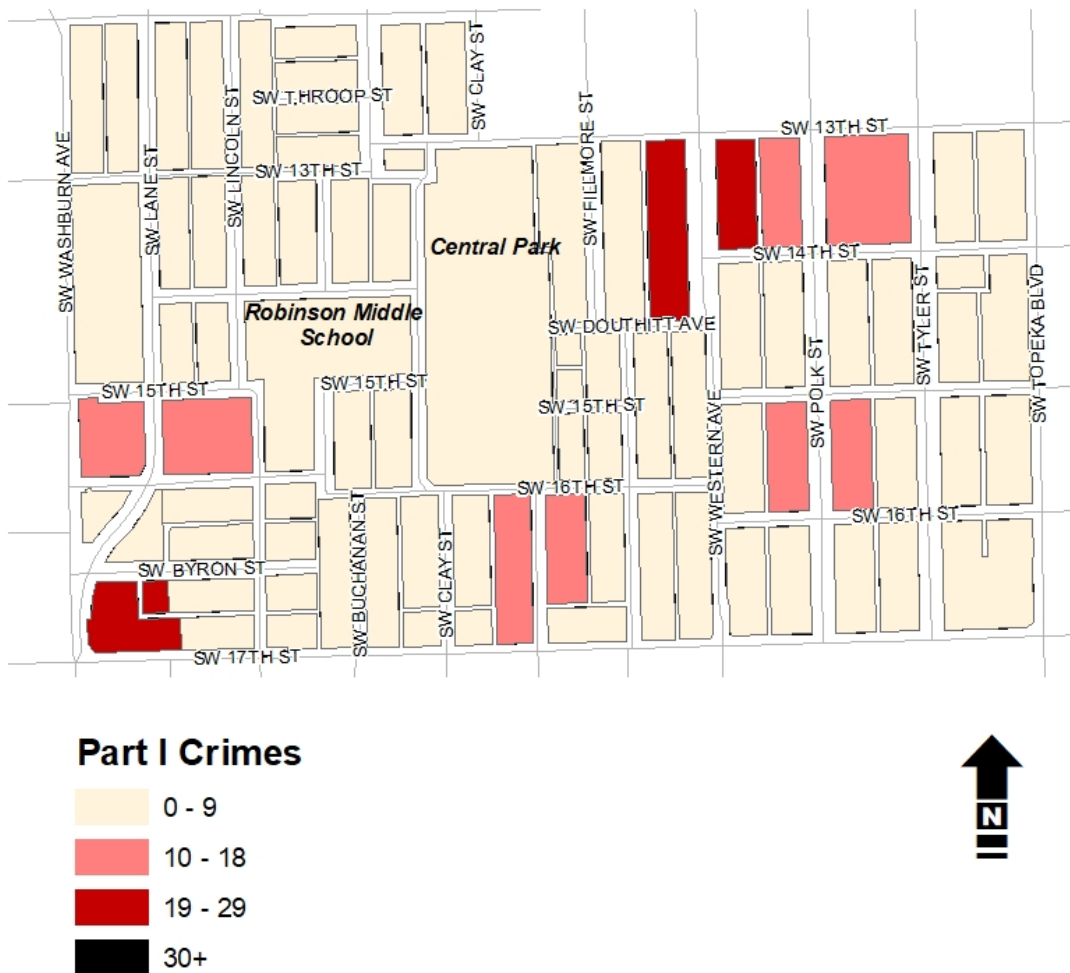 SW CLAY ST
SW THROOP ST
SW LINCOLN ST
SW FILLMORE ST
SW 13TH ST
SW WASHBURN AVE
SW LANE ST
SW 13TH ST
Central Park
SW 14TH ST
SW TYLER ST
SW TOPEKA BLVD
Robinson Middle
School
SW DOUTHITT AVE
SW POLK ST
SW 15TH ST
SW 15TH ST
SW 15TH ST
SW WESTERN AVE
SW 16TH ST
SW 16TH ST
SW BUCHANAN ST
SW CLAY ST
SW BYRON ST
SW 17TH ST
Part I Crimes
0 - 9
10 - 18
19 - 29
30+
N